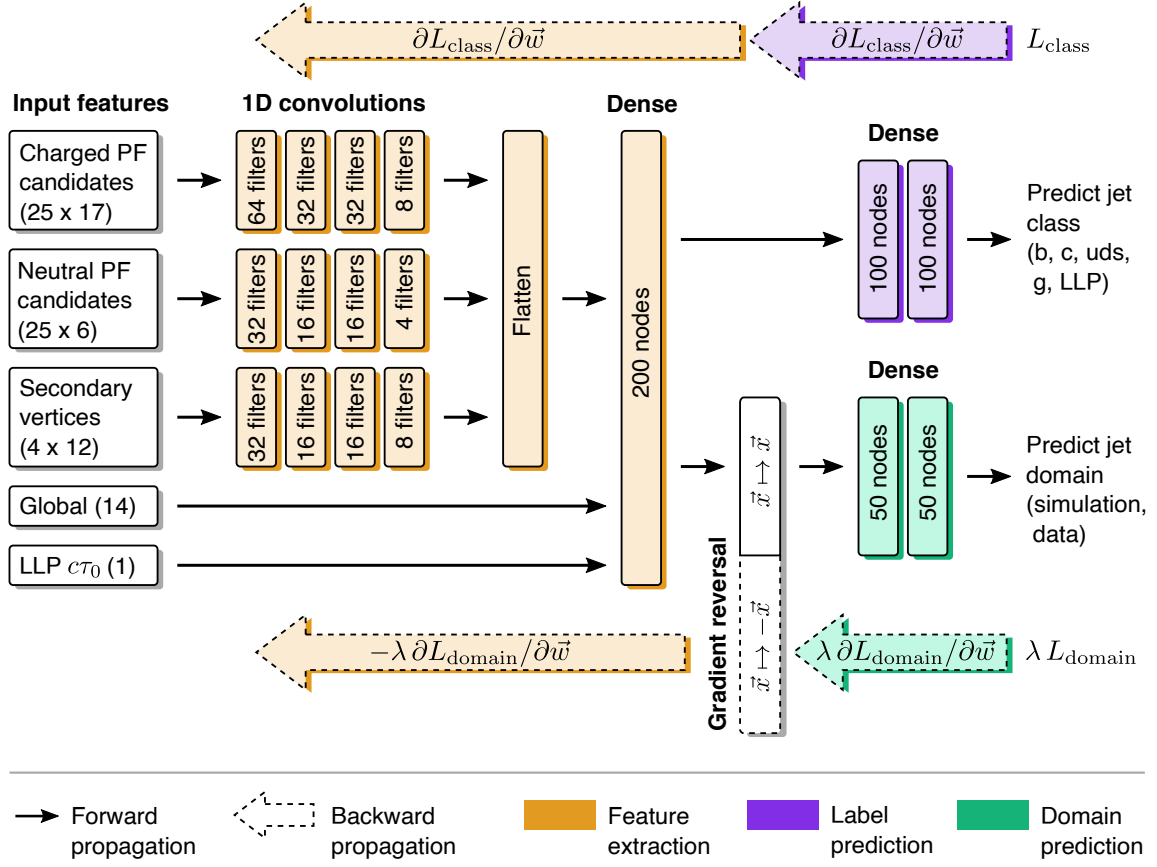 ∂L_class/∂w⃗
∂L_class/∂w⃗
L_class
Input features
1D convolutions
Dense
Dense
Charged PF
candidates
(25 x 17)
64 filters
32 filters
32 filters
8 filters
Neutral PF
candidates
(25 x 6)
32 filters
16 filters
16 filters
4 filters
Secondary
vertices
(4 x 12)
32 filters
16 filters
16 filters
8 filters
Global (14)
LLP cτ₀ (1)
Flatten
200 nodes
100 nodes
100 nodes
Predict jet
class
(b, c, uds,
g, LLP)
Gradient reversal
x⃗ ↦ x⃗
x⃗ ↦ −x⃗
Dense
50 nodes
50 nodes
Predict jet
domain
(simulation,
data)
−λ ∂L_domain/∂w⃗
λ ∂L_domain/∂w⃗
λ L_domain
Forward
propagation
Backward
propagation
Feature
extraction
Label
prediction
Domain
prediction